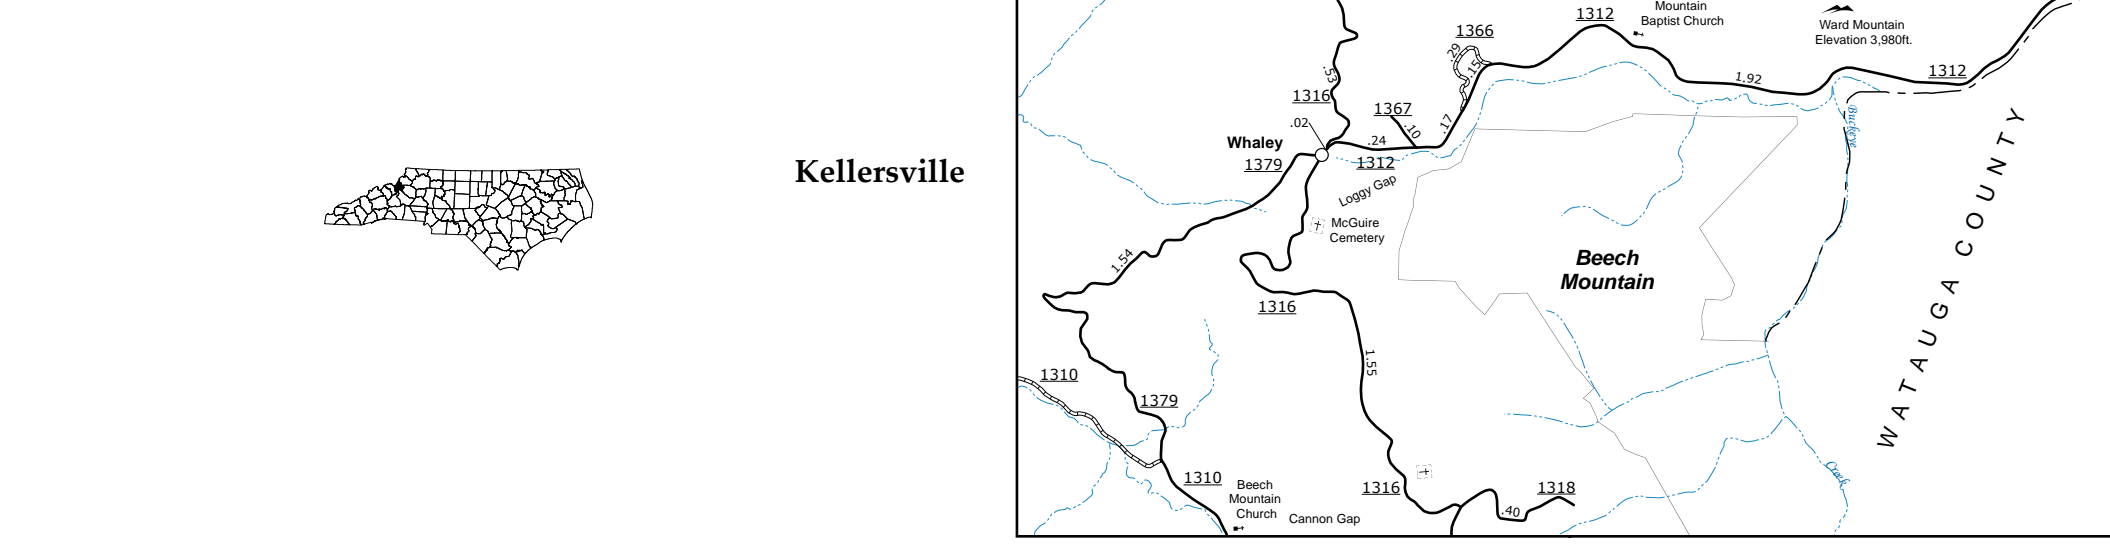 Kellersville
Mountain
Baptist Church
Ward Mountain
Elevation 3,980ft.
1312
1366
.29
.15
1312
1.92
.53
1316
1367
.02
.10
.17
Buckeye
Whaley
.24
1379
1312
Loggy Gap
McGuire
Cemetery
WATAUGA COUNTY
1.54
Beech
Mountain
1316
1.55
1310
1379
1310
1316
1318
.40
Creek
Beech
Mountain
Church
Cannon Gap